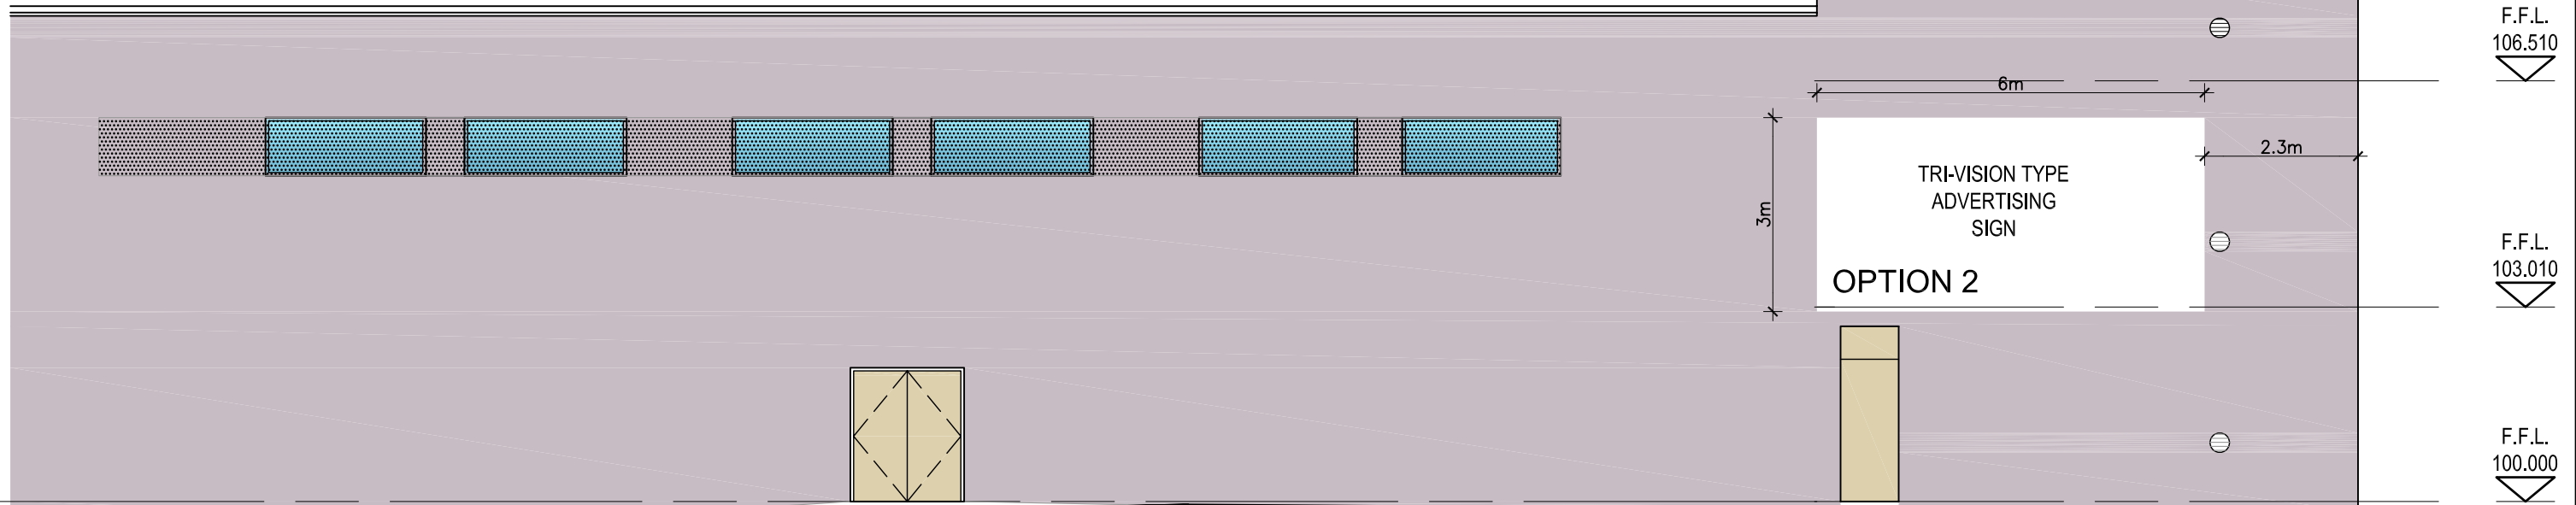 F.F.L.
106.510
6m
2.3m
3m
TRI-VISION TYPE
ADVERTISING
SIGN
OPTION 2
F.F.L.
103.010
F.F.L.
100.000